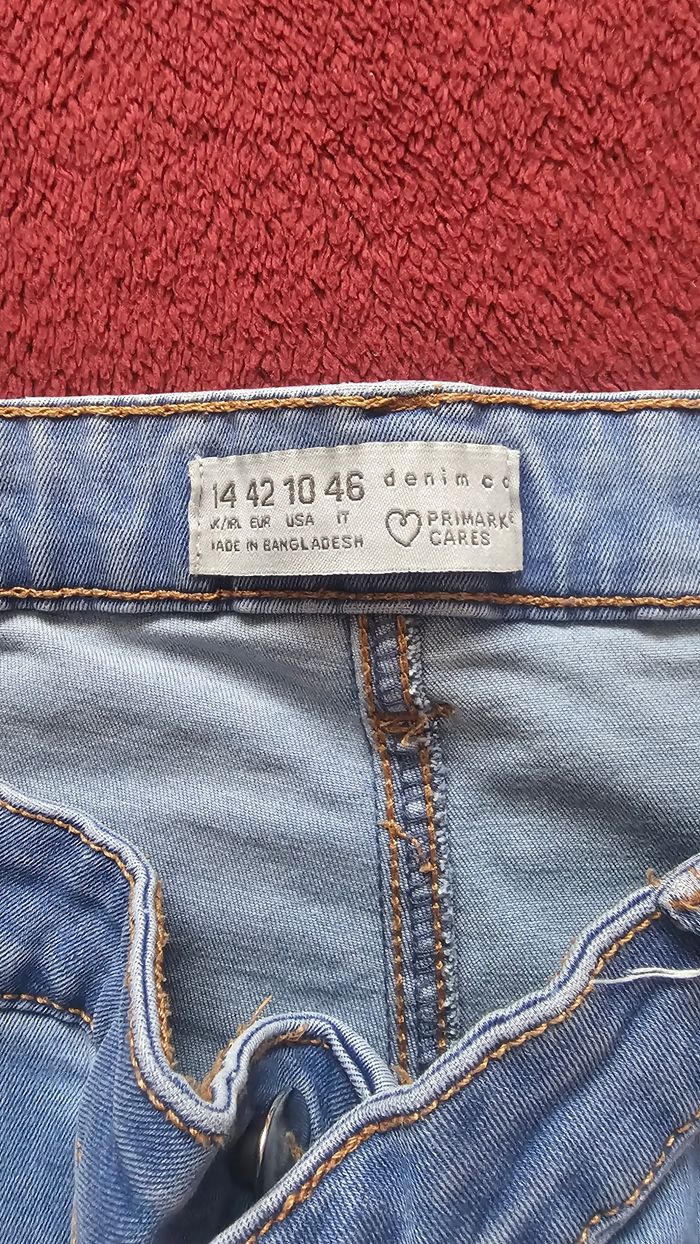 14 42 10 46 denim co
UK/IRL EUR USA IT
MADE IN BANGLADESH
PRIMARK
CARES